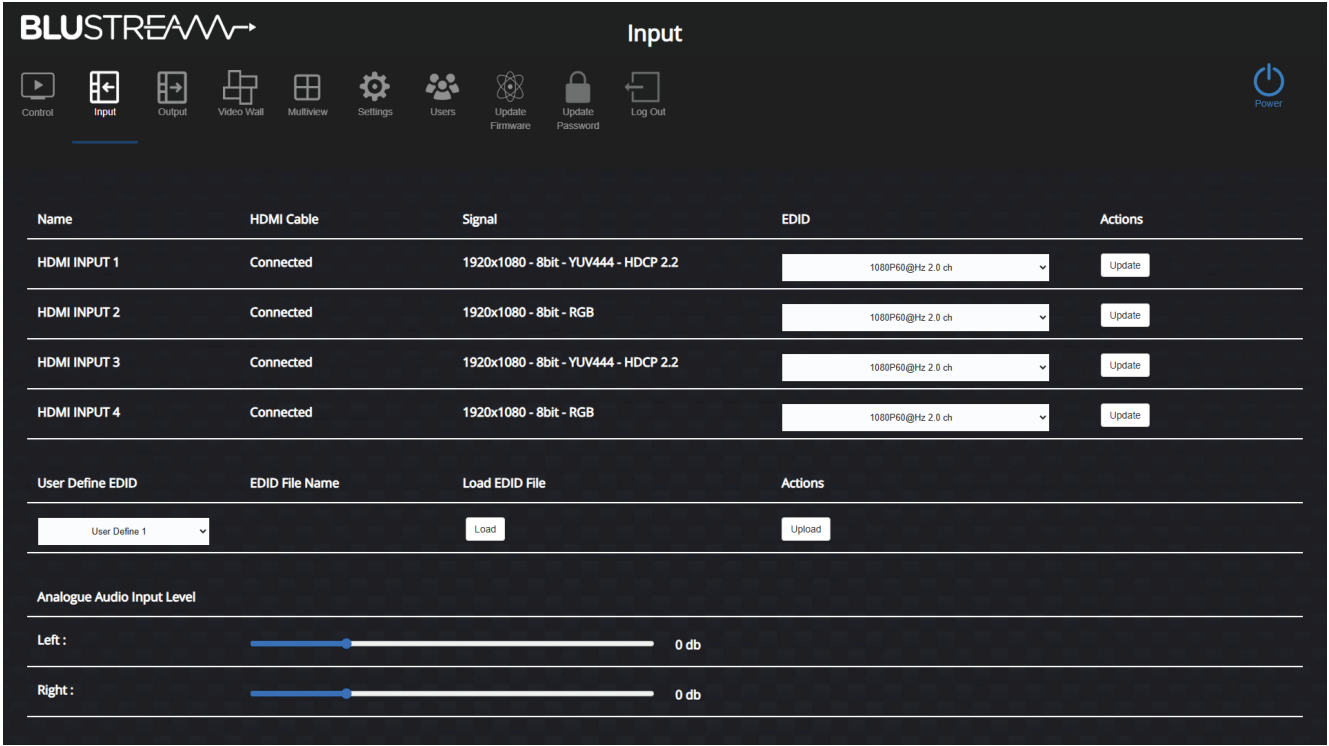 BLUSTREAM
Input
Control Input Output Video Wall Multiview Settings Users Update Firmware Update Password Log Out Power
Name HDMI Cable Signal EDID Actions
HDMI INPUT 1 Connected 1920x1080 - 8bit - YUV444 - HDCP 2.2 1080P60@Hz 2.0 ch Update
HDMI INPUT 2 Connected 1920x1080 - 8bit - RGB 1080P60@Hz 2.0 ch Update
HDMI INPUT 3 Connected 1920x1080 - 8bit - YUV444 - HDCP 2.2 1080P60@Hz 2.0 ch Update
HDMI INPUT 4 Connected 1920x1080 - 8bit - RGB 1080P60@Hz 2.0 ch Update
User Define EDID EDID File Name Load EDID File Actions
User Define 1 Load Upload
Analogue Audio Input Level
Left : 0 db
Right : 0 db